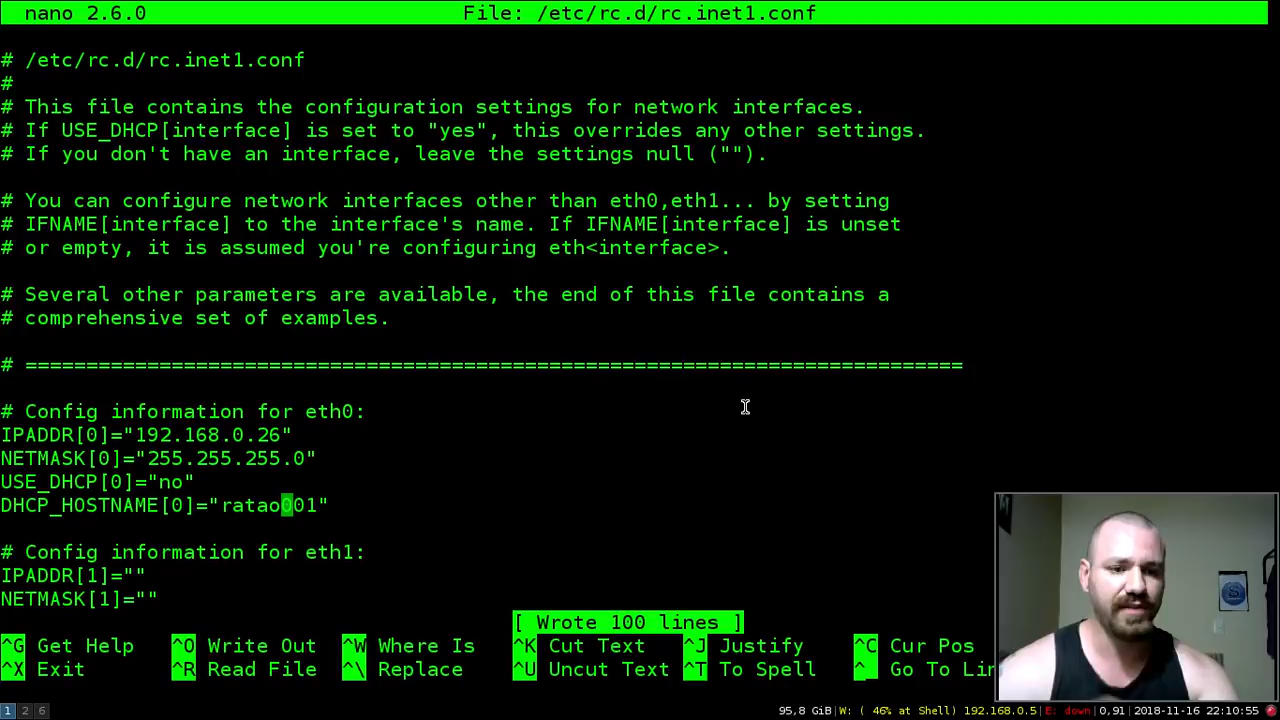 nano 2.6.0 File: /etc/rc.d/rc.inet1.conf
# /etc/rc.d/rc.inet1.conf
#
# This file contains the configuration settings for network interfaces.
# If USE_DHCP[interface] is set to "yes", this overrides any other settings.
# If you don't have an interface, leave the settings null ("").
# You can configure network interfaces other than eth0,eth1... by setting
# IFNAME[interface] to the interface's name. If IFNAME[interface] is unset
# or empty, it is assumed you're configuring eth<interface>.
# Several other parameters are available, the end of this file contains a
# comprehensive set of examples.
# =============================================================================
# Config information for eth0:
IPADDR[0]="192.168.0.26"
NETMASK[0]="255.255.255.0"
USE_DHCP[0]="no"
DHCP_HOSTNAME[0]="ratao001"
# Config information for eth1:
IPADDR[1]=""
NETMASK[1]=""
[ Wrote 100 lines ]
^G Get Help ^O Write Out ^W Where Is ^K Cut Text ^J Justify ^C Cur Pos
^X Exit ^R Read File ^\ Replace ^U Uncut Text ^T To Spell ^_ Go To Lin
1 2 6 95,8 GiB|W: ( 46% at Shell) 192.168.0.5|E: down|0,91|2018-11-16 22:10:55